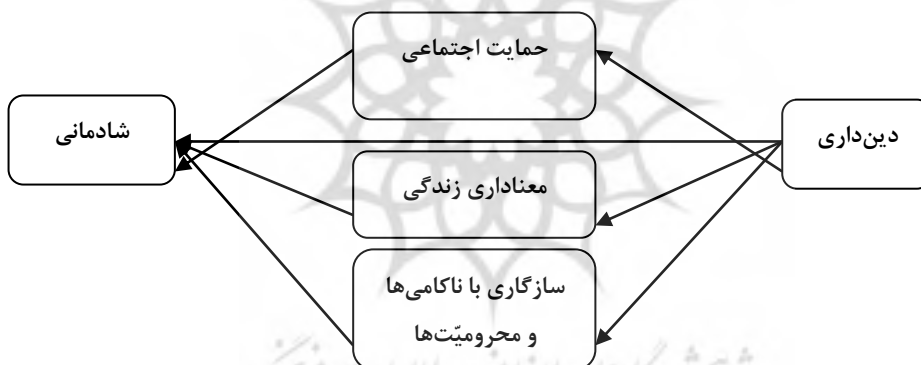 حمایت اجتماعی
شادمانی
دین‌داری
معناداری زندگی
سازگاری با ناکامی‌ها
و محرومیّت‌ها